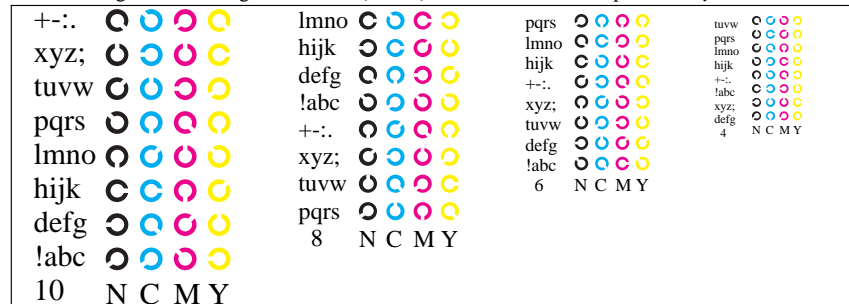 +-:.
xyz;
tuvw
pqrs
lmno
hijk
defg
!abc
10 N C M Y
lmno
hijk
defg
!abc
+-:.
xyz;
tuvw
pqrs
8 N C M Y
pqrs
lmno
hijk
+-:.
xyz;
tuvw
defg
!abc
6 N C M Y
tuvw
pqrs
lmno
hijk
+-:.
!abc
xyz;
defg
4 N C M Y